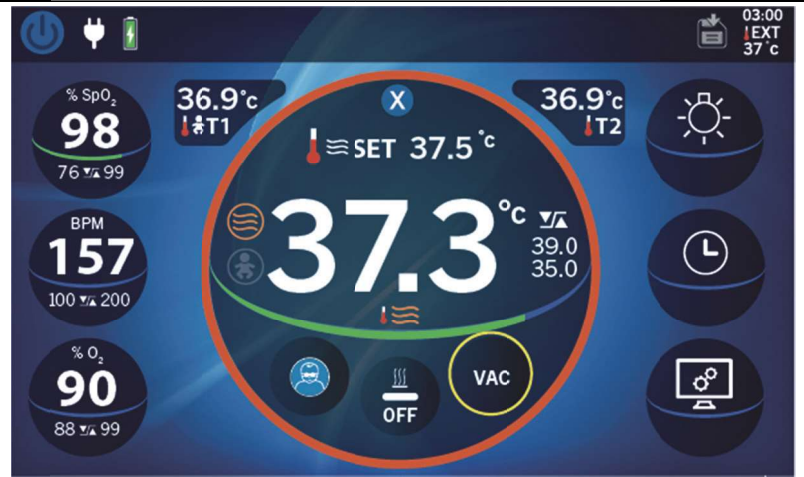 03:00
EXT
37 °c
% SpO₂
98
76 99
36.9°c
T1
X
36.9°c
T2
SET 37.5 °c
37.3 °c
39.0
35.0
BPM
157
100 200
% O₂
90
88 99
OFF
VAC